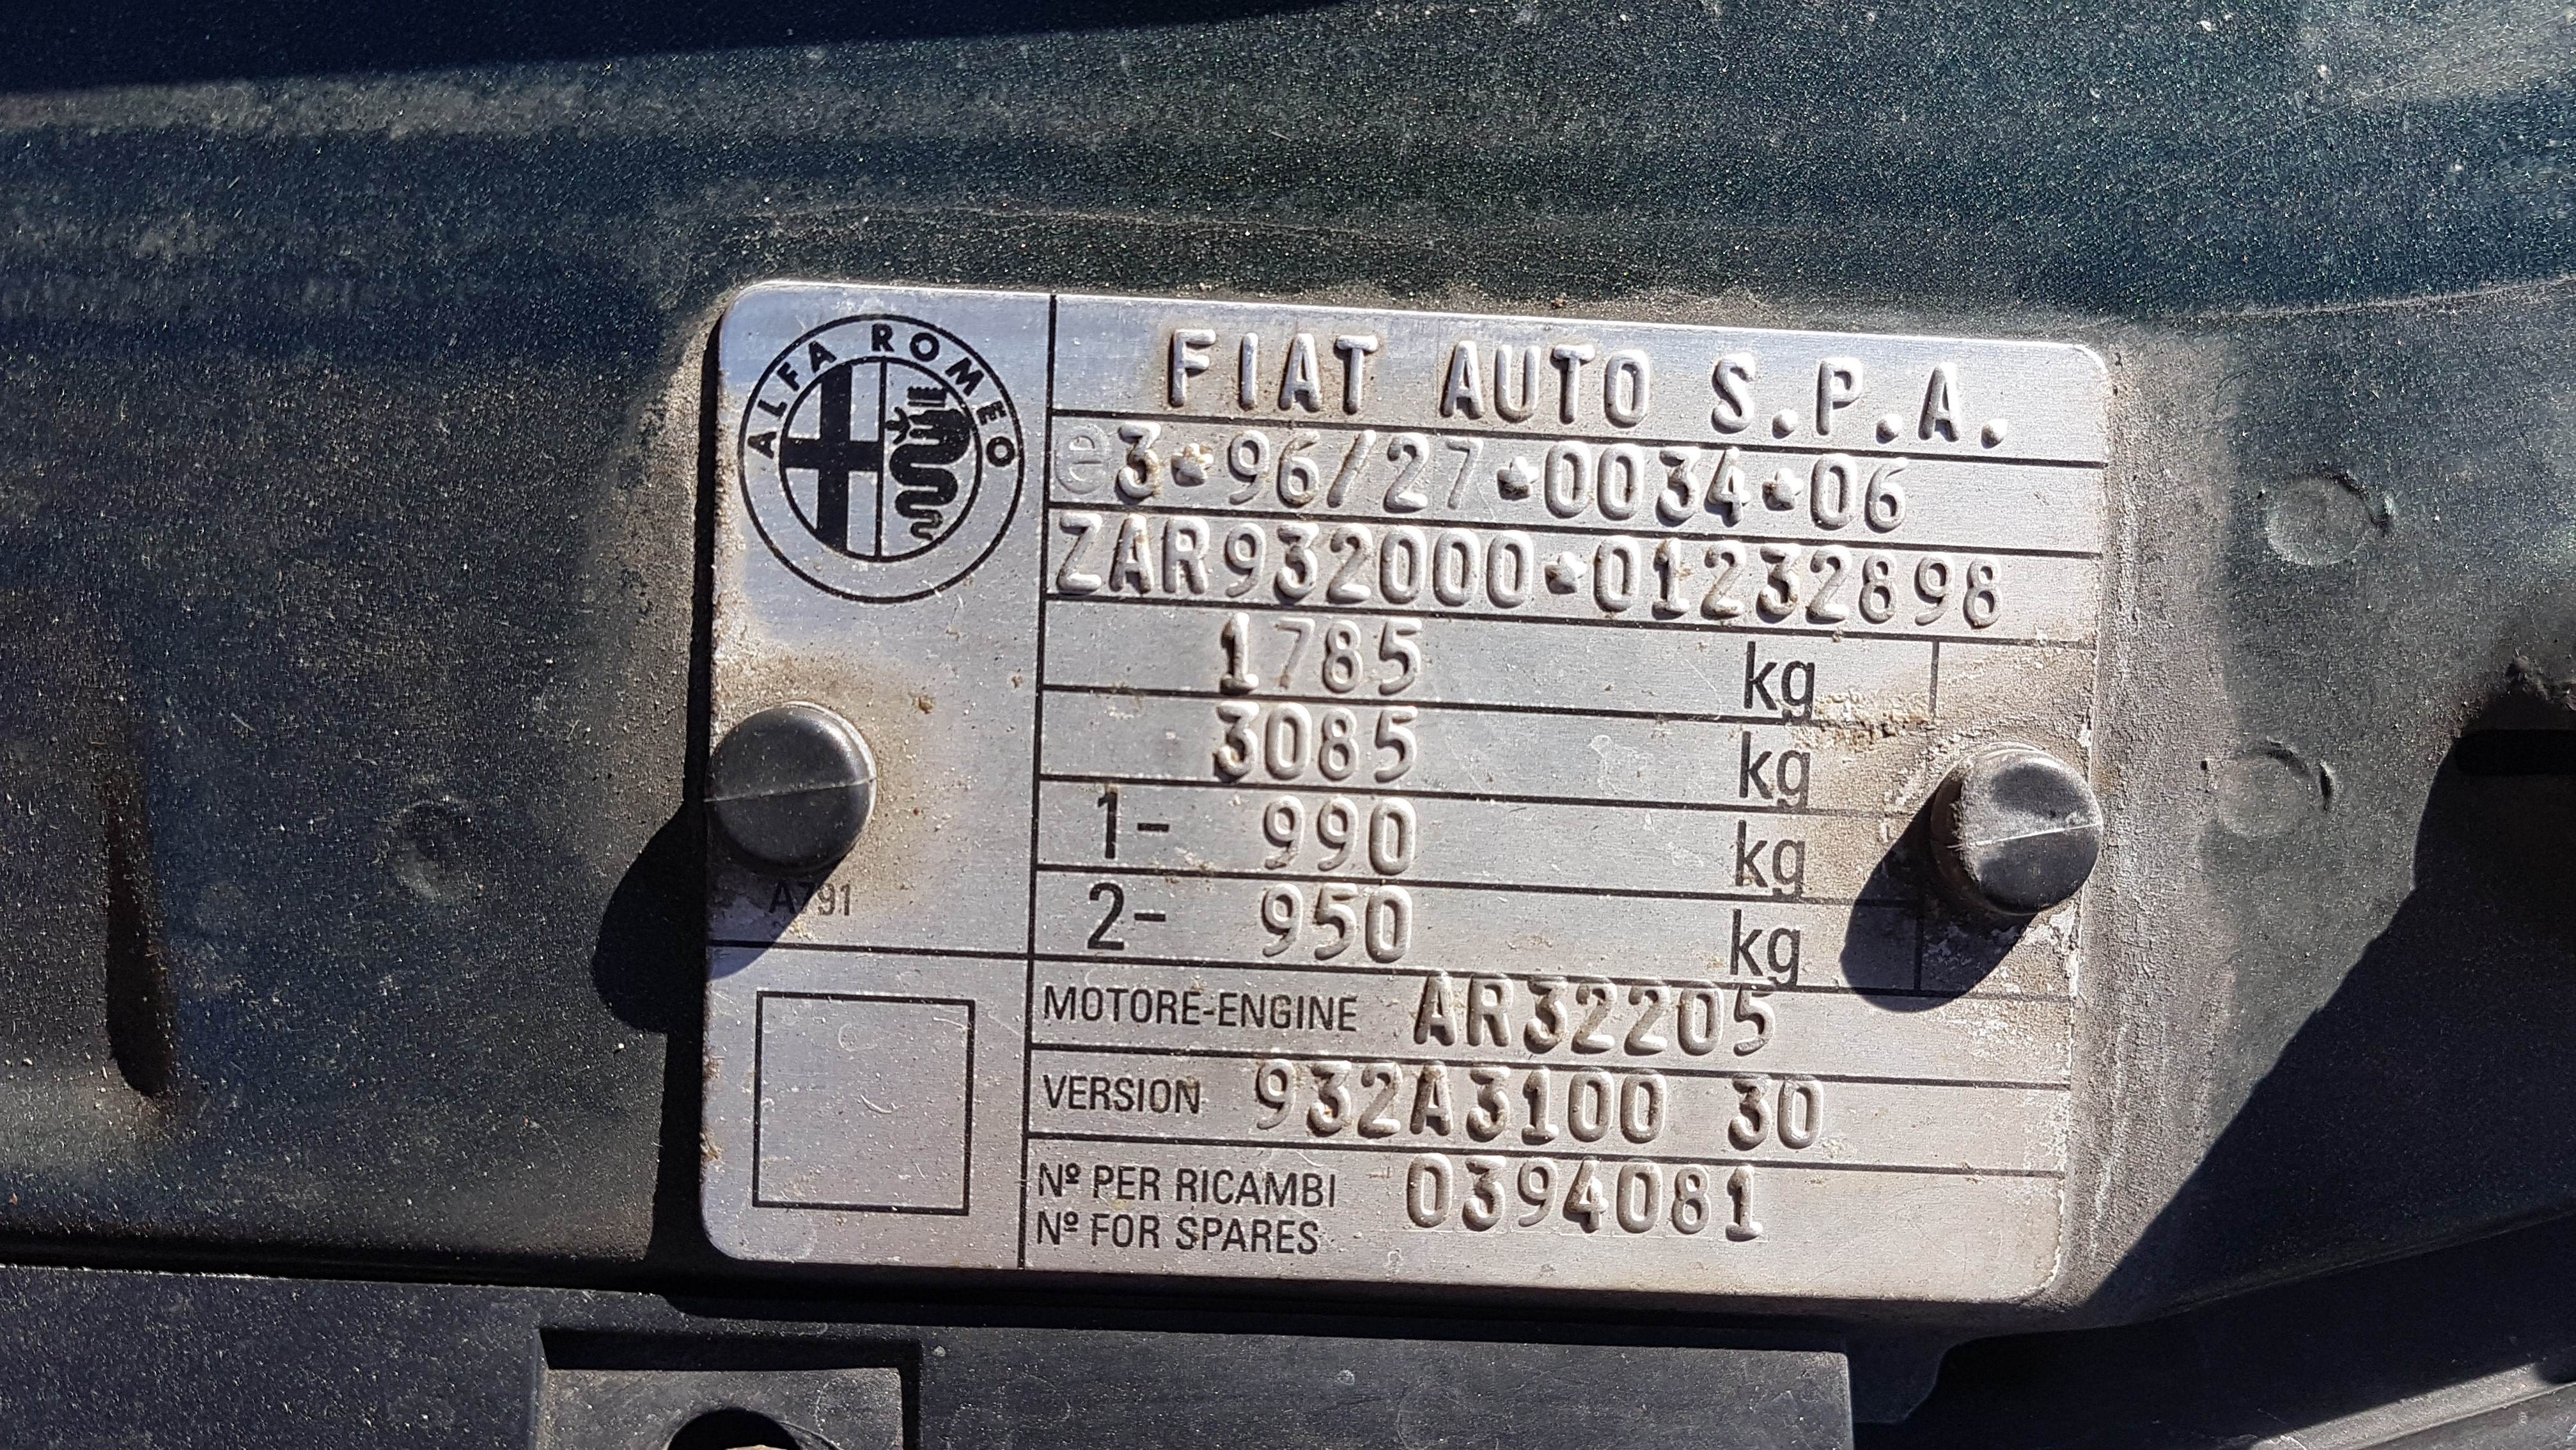 ALFA ROMEO
FIAT AUTO S.P.A.
e3*96/27*0034*06
ZAR932000*01232898
1785 kg
3085 kg
1- 990 kg
2- 950 kg
A791
MOTORE-ENGINE AR32205
VERSION 932A3100 30
Nº PER RICAMBI 0394081
Nº FOR SPARES